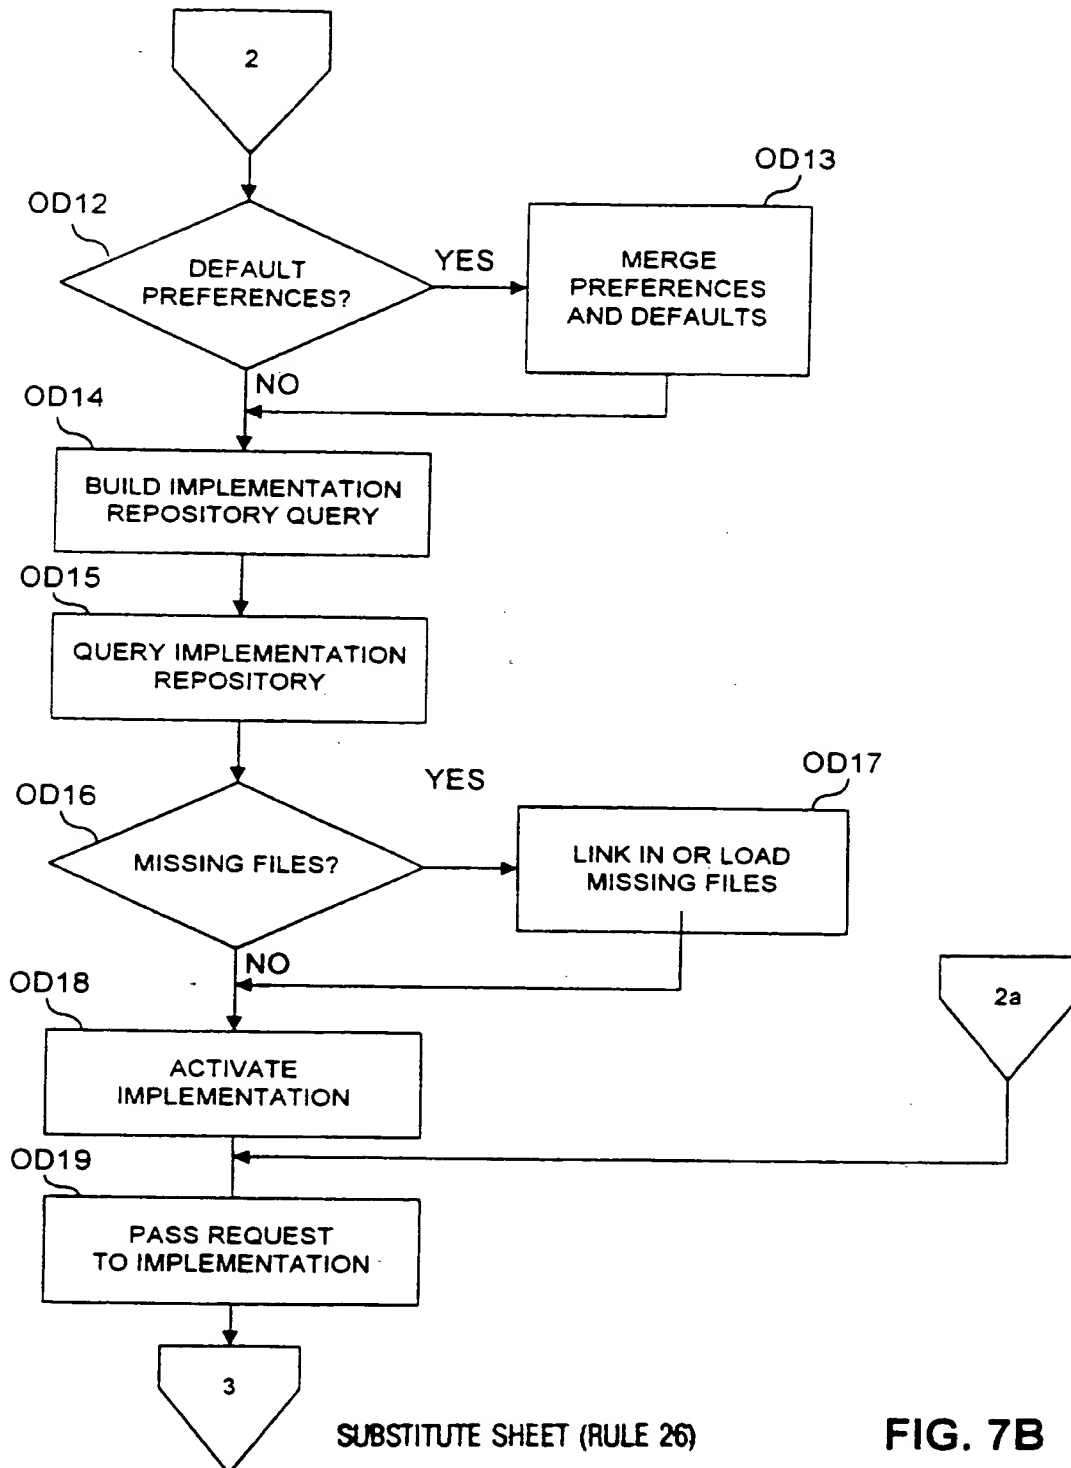 2
OD12
DEFAULT
PREFERENCES?
YES
OD13
MERGE
PREFERENCES
AND DEFAULTS
NO
OD14
BUILD IMPLEMENTATION
REPOSITORY QUERY
OD15
QUERY IMPLEMENTATION
REPOSITORY
OD16
MISSING FILES?
YES
OD17
LINK IN OR LOAD
MISSING FILES
NO
OD18
ACTIVATE
IMPLEMENTATION
2a
OD19
PASS REQUEST
TO IMPLEMENTATION
3
SUBSTITUTE SHEET (RULE 26)
FIG. 7B